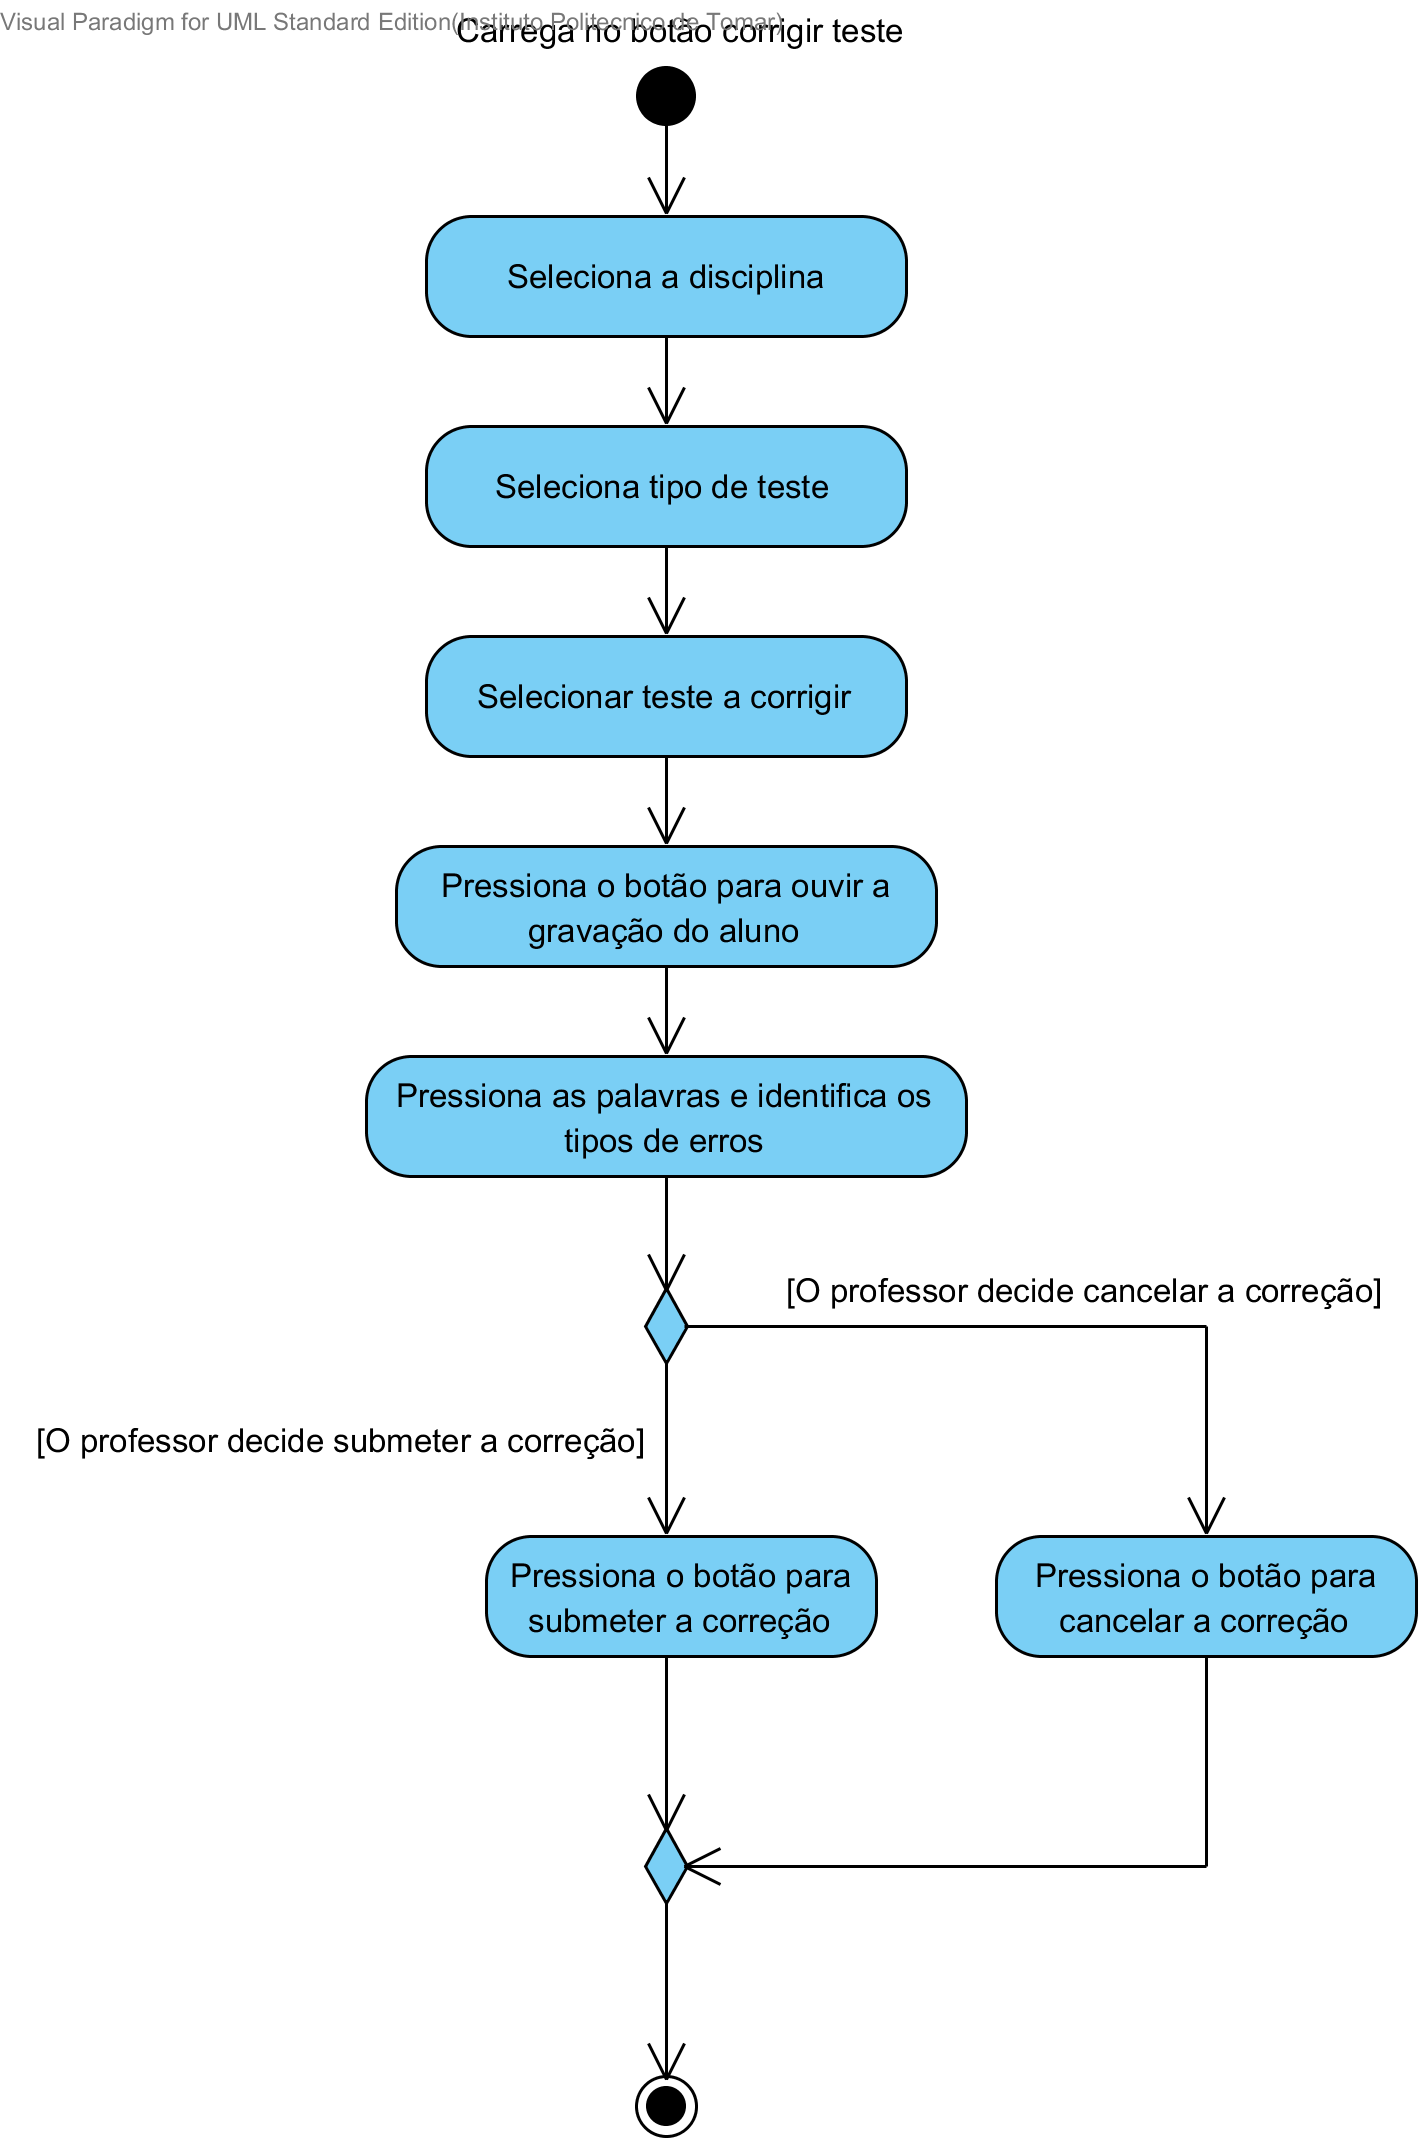 Visual Paradigm for UML Standard Edition(Instituto Politecnico de Tomar)
Carrega no botão corrigir teste
Seleciona a disciplina
Seleciona tipo de teste
Selecionar teste a corrigir
Pressiona o botão para ouvir a
gravação do aluno
Pressiona as palavras e identifica os
tipos de erros
[O professor decide cancelar a correção]
[O professor decide submeter a correção]
Pressiona o botão para
submeter a correção
Pressiona o botão para
cancelar a correção